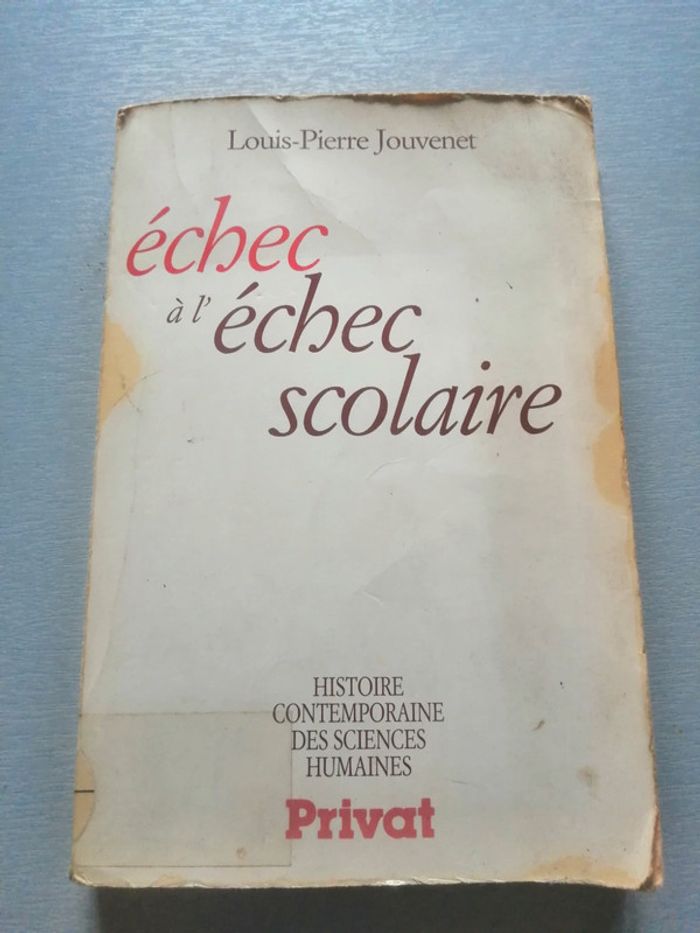 Louis-Pierre Jouvenet
échec
à l'échec
scolaire
HISTOIRE
CONTEMPORAINE
DES SCIENCES
HUMAINES
Privat